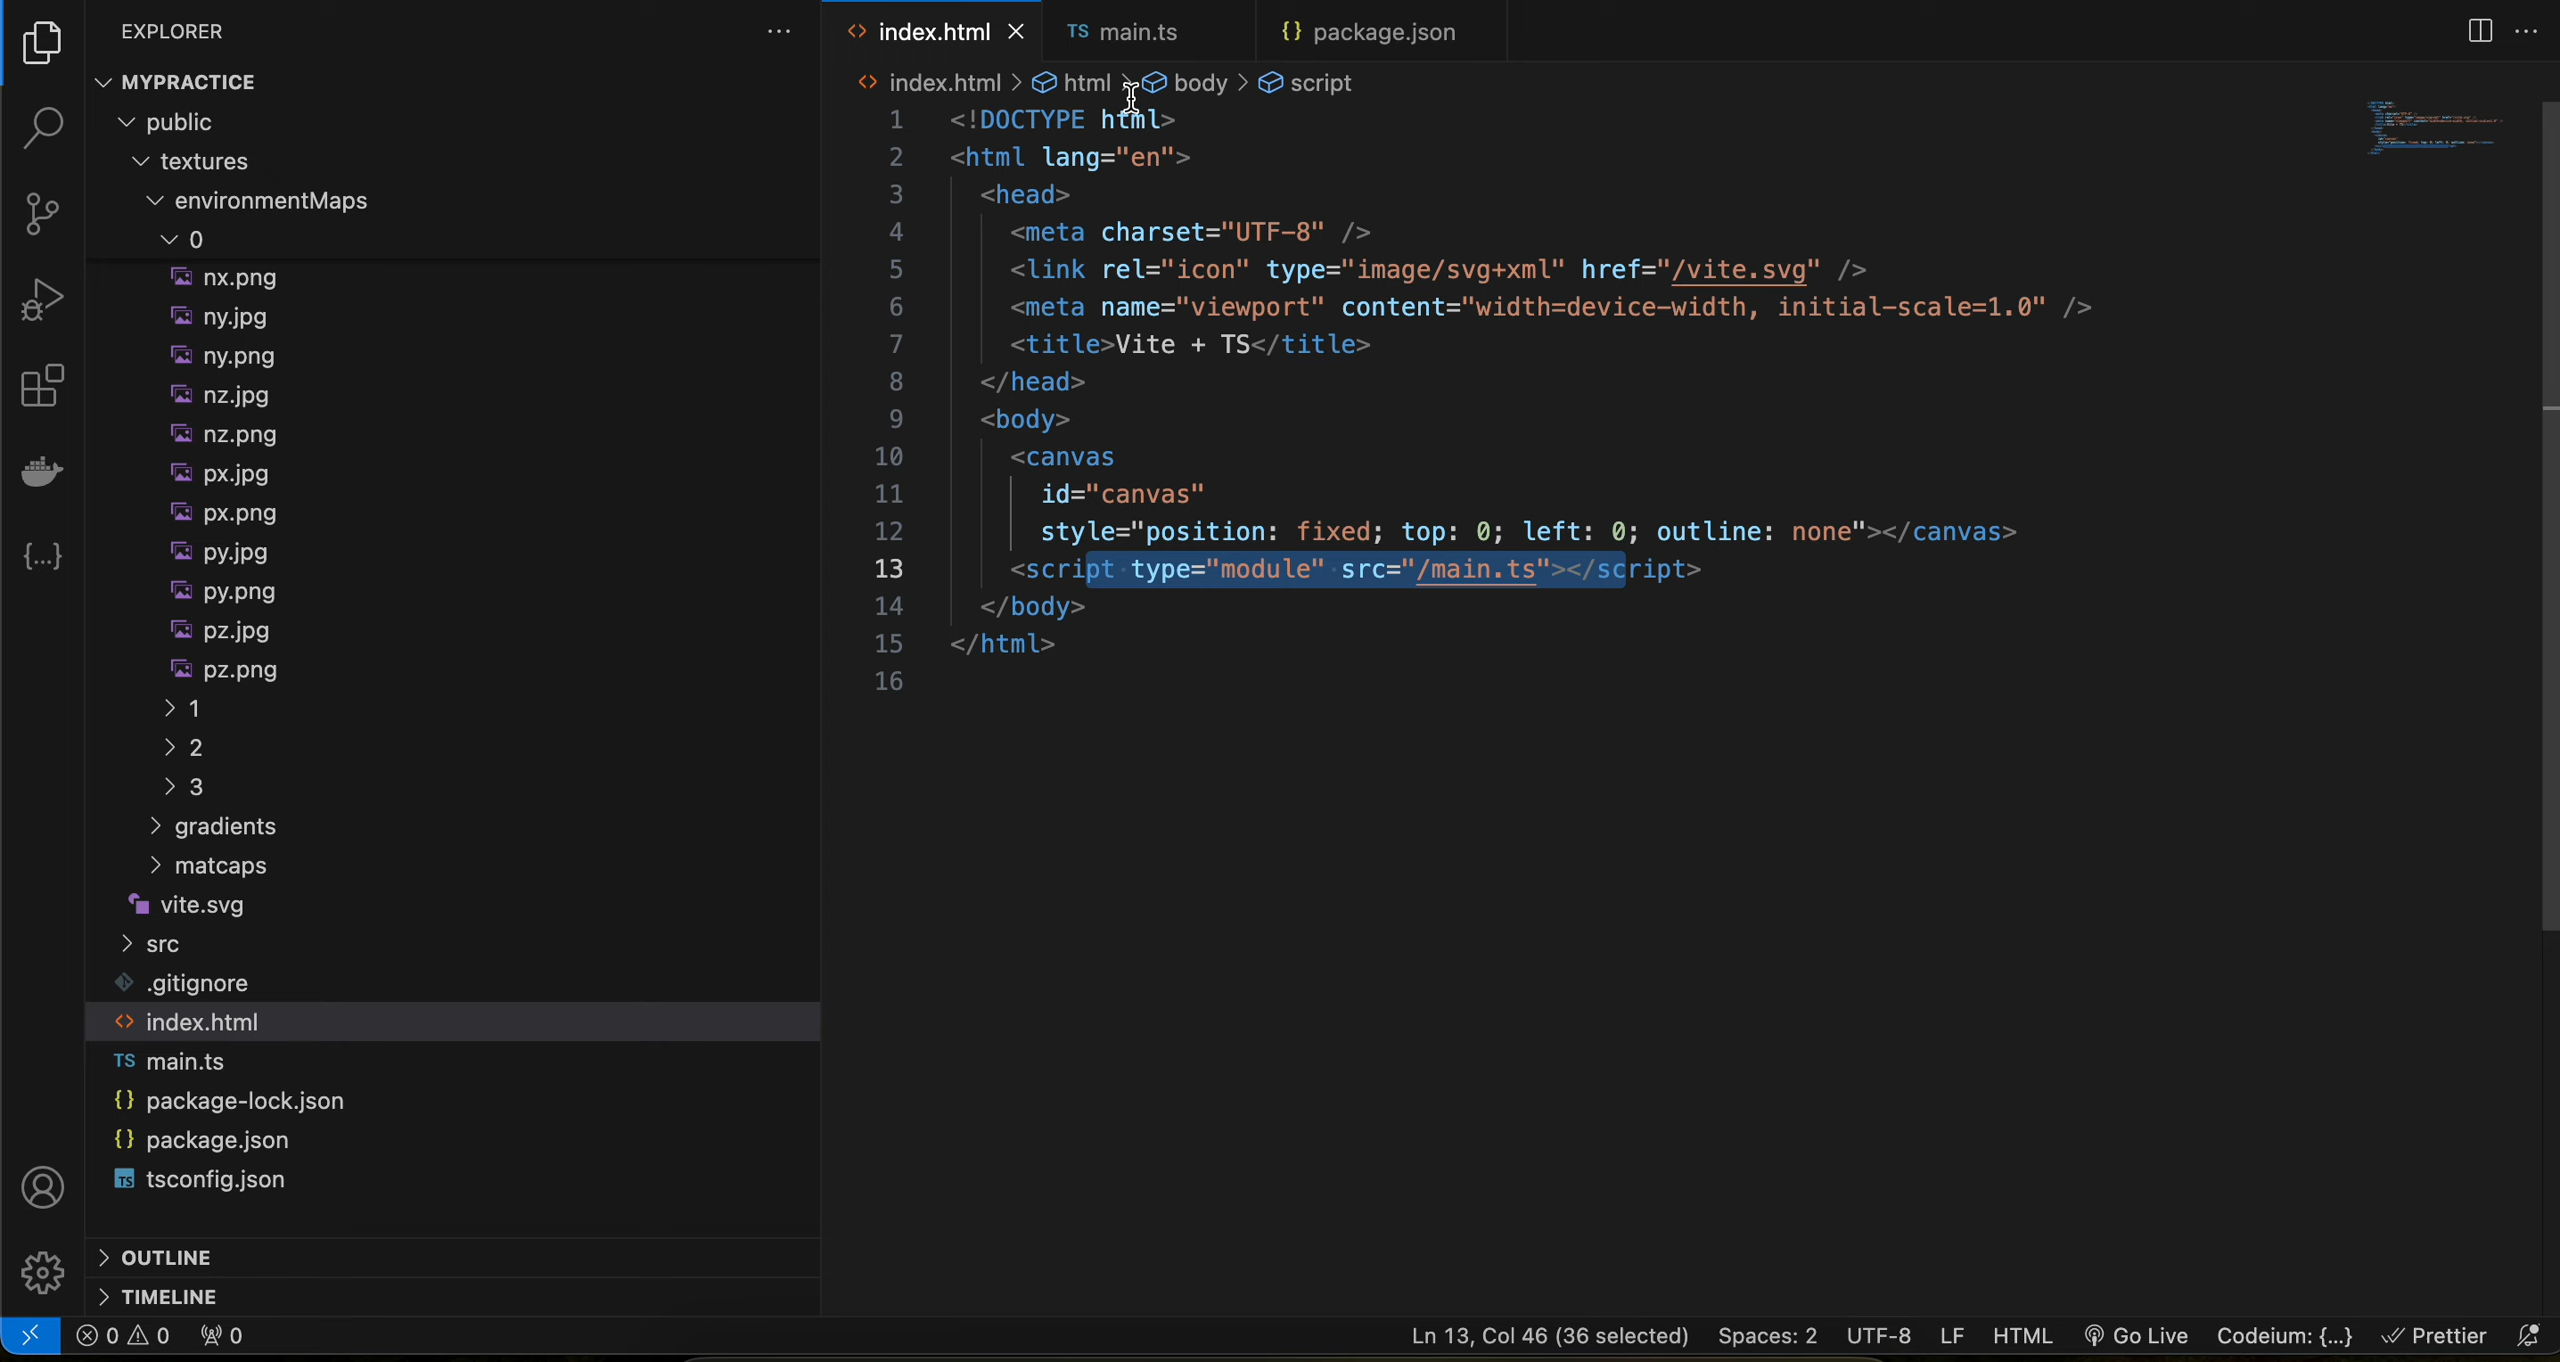 EXPLORER
MYPRACTICE
public
textures
environmentMaps
0
nx.png
ny.jpg
ny.png
nz.jpg
nz.png
px.jpg
px.png
py.jpg
py.png
pz.jpg
pz.png
1
2
3
gradients
matcaps
vite.svg
src
.gitignore
index.html
TS main.ts
{} package-lock.json
{} package.json
TS tsconfig.json
OUTLINE
TIMELINE
<> index.html
TS main.ts
{} package.json
<> index.html > html > body > script
1 <!DOCTYPE html>
2 <html lang="en">
3 <head>
4 <meta charset="UTF-8" />
5 <link rel="icon" type="image/svg+xml" href="/vite.svg" />
6 <meta name="viewport" content="width=device-width, initial-scale=1.0" />
7 <title>Vite + TS</title>
8 </head>
9 <body>
10 <canvas
11 id="canvas"
12 style="position: fixed; top: 0; left: 0; outline: none"></canvas>
13 <script type="module" src="/main.ts"></script>
14 </body>
15 </html>
16
0 0 0 Ln 13, Col 46 (36 selected) Spaces: 2 UTF-8 LF HTML Go Live Codeium: {...} Prettier